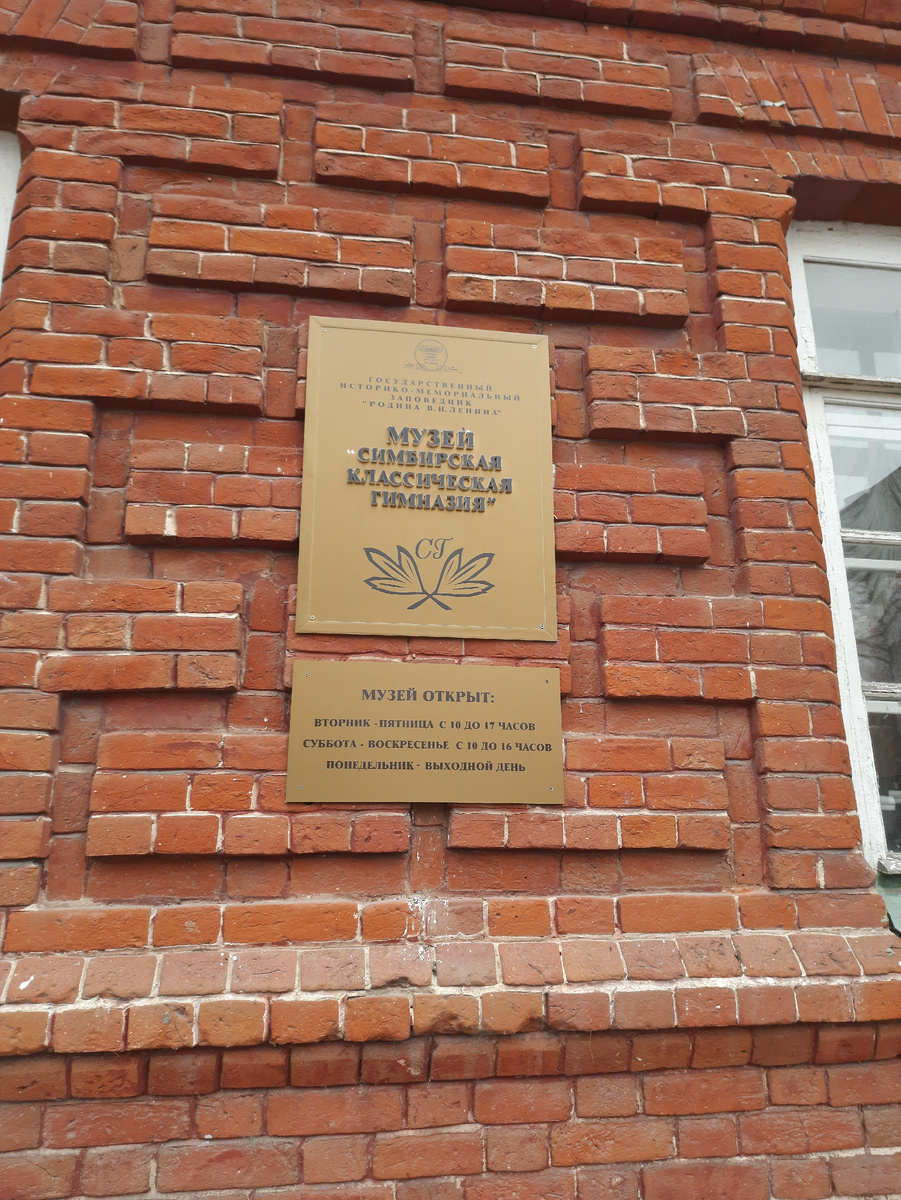 ГОСУДАРСТВЕННЫЙ
ИСТОРИКО-МЕМОРИАЛЬНЫЙ
ЗАПОВЕДНИК
"РОДИНА В.И.ЛЕНИНА"
МУЗЕЙ
"СИМБИРСКАЯ
КЛАССИЧЕСКАЯ
ГИМНАЗИЯ"
СГ
МУЗЕЙ ОТКРЫТ:
ВТОРНИК - ПЯТНИЦА С 10 ДО 17 ЧАСОВ
СУББОТА - ВОСКРЕСЕНЬЕ С 10 ДО 16 ЧАСОВ
ПОНЕДЕЛЬНИК - ВЫХОДНОЙ ДЕНЬ